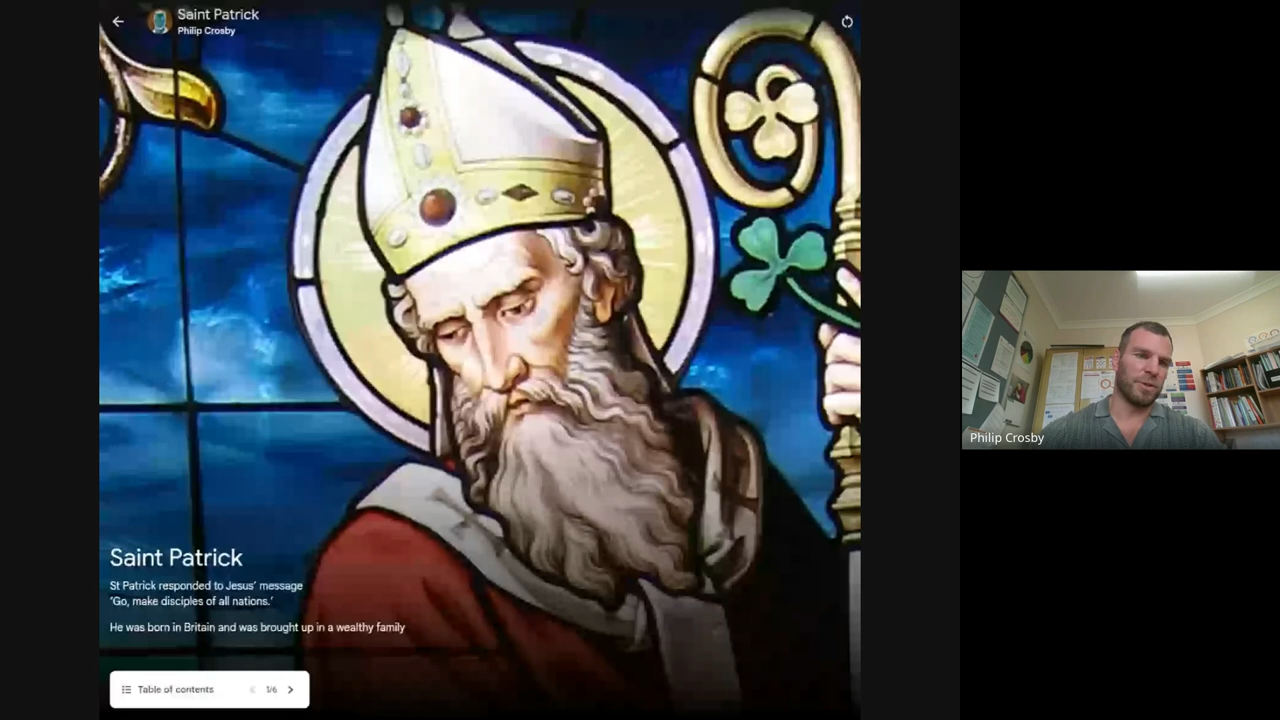 Saint Patrick
Philip Crosby
Saint Patrick
St Patrick responded to Jesus' message
'Go, make disciples of all nations.'
He was born in Britain and was brought up in a wealthy family
Table of contents
1/6
Philip Crosby